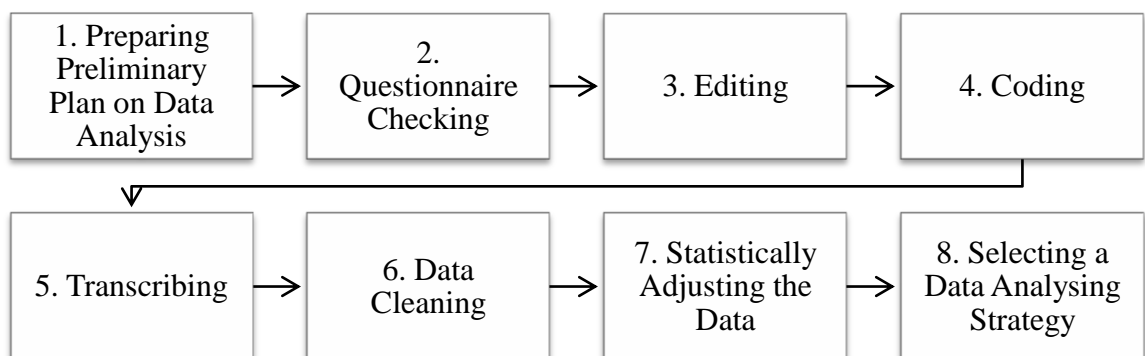 1. Preparing
Preliminary
Plan on Data
Analysis
2.
Questionnaire
Checking
3. Editing
4. Coding
5. Transcribing
6. Data
Cleaning
7. Statistically
Adjusting the
Data
8. Selecting a
Data Analysing
Strategy